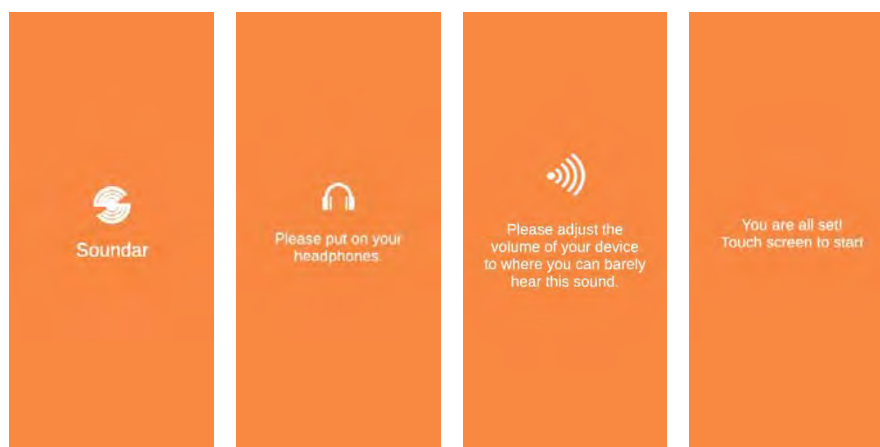 Soundar
Please put on your
headphones.
Please adjust the
volume of your device
to where you can barely
hear this sound.
You are all set!
Touch screen to start